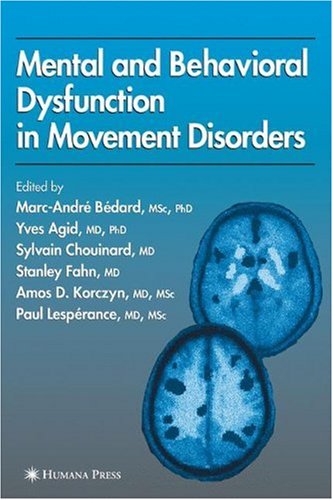 Mental and Behavioral
Dysfunction
in Movement Disorders
Edited by
Marc-André Bédard, MSc, PhD
Yves Agid, MD, PhD
Sylvain Chouinard, MD
Stanley Fahn, MD
Amos D. Korczyn, MD, MSc
Paul Lespérance, MD, MSc
HUMANA PRESS